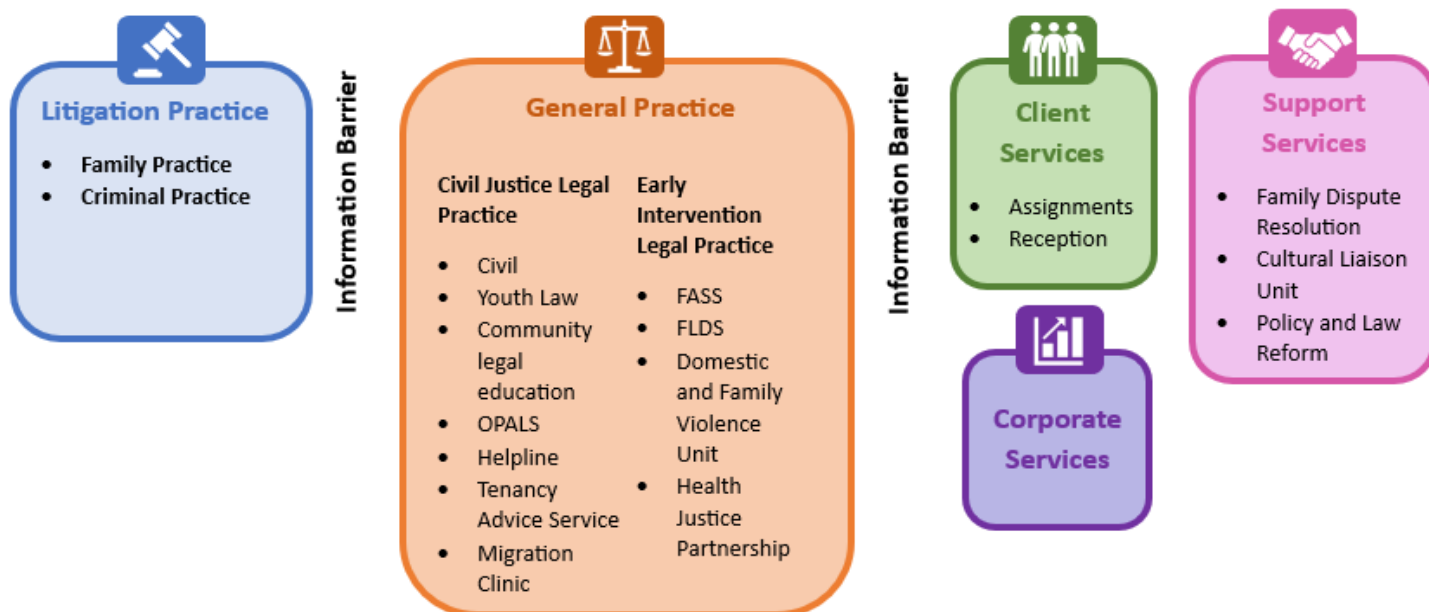 Litigation Practice
• Family Practice
• Criminal Practice
Information Barrier
General Practice
Civil Justice Legal
Practice
• Civil
• Youth Law
• Community
legal
education
• OPALS
• Helpline
• Tenancy
Advice Service
• Migration
Clinic
Early
Intervention
Legal Practice
• FASS
• FLDS
• Domestic
and Family
Violence
Unit
• Health
Justice
Partnership
Information Barrier
Client
Services
• Assignments
• Reception
Corporate
Services
Support
Services
• Family Dispute
Resolution
• Cultural Liaison
Unit
• Policy and Law
Reform